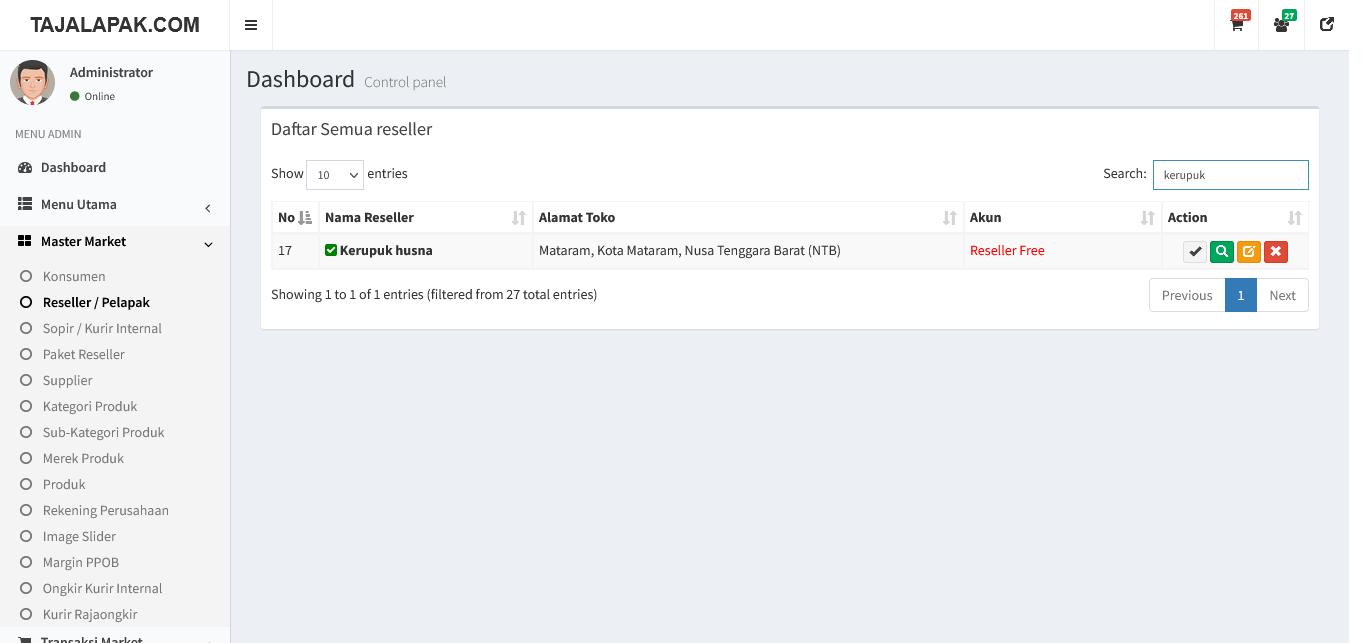 TAJALAPAK.COM
261
27
Administrator
Online
MENU ADMIN
Dashboard
Menu Utama
Master Market
Konsumen
Reseller / Pelapak
Sopir / Kurir Internal
Paket Reseller
Supplier
Kategori Produk
Sub-Kategori Produk
Merek Produk
Produk
Rekening Perusahaan
Image Slider
Margin PPOB
Ongkir Kurir Internal
Kurir Rajaongkir
Transaksi Market
Dashboard Control panel
Daftar Semua reseller
Show 10 entries Search: kerupuk
No Nama Reseller Alamat Toko Akun Action
17 Kerupuk husna Mataram, Kota Mataram, Nusa Tenggara Barat (NTB) Reseller Free
Showing 1 to 1 of 1 entries (filtered from 27 total entries) Previous 1 Next